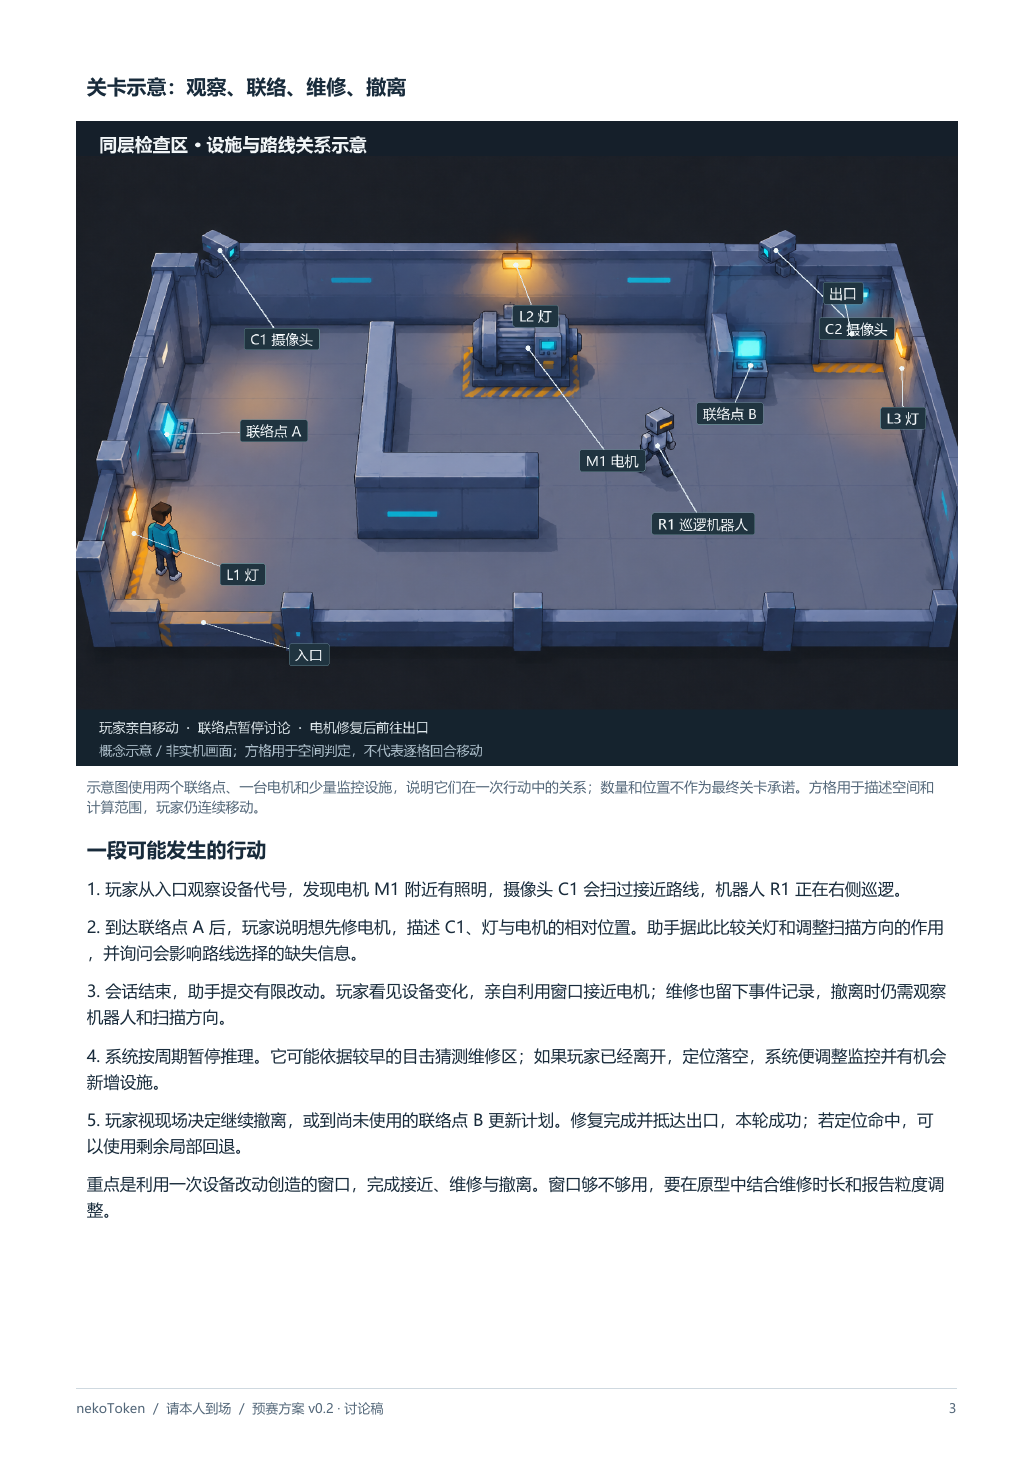 关卡示意：观察、联络、维修、撤离
同层检查区·设施与路线关系示意
出口
L2 灯
C1 摄像头
C2 摄像头
联络点 B
L3 灯
联络点 A
M1 电机
R1 巡逻机器人
L1 灯
入口
玩家亲自移动 · 联络点暂停讨论 · 电机修复后前往出口
概念示意 / 非实机画面；方格用于空间判定，不代表逐格回合移动
示意图使用两个联络点、一台电机和少量监控设施，说明它们在一次行动中的关系；数量和位置不作为最终关卡承诺。方格用于描述空间和
计算范围，玩家仍连续移动。
一段可能发生的行动
1. 玩家从入口观察设备代号，发现电机 M1 附近有照明，摄像头 C1 会扫过接近路线，机器人 R1 正在右侧巡逻。
2. 到达联络点 A 后，玩家说明想先修电机，描述 C1、灯与电机的相对位置。助手据此比较关灯和调整扫描方向的作用
，并询问会影响路线选择的缺失信息。
3. 会话结束，助手提交有限改动。玩家看见设备变化，亲自利用窗口接近电机；维修也留下事件记录，撤离时仍需观察
机器人和扫描方向。
4. 系统按周期暂停推理。它可能依据较早的目击猜测维修区；如果玩家已经离开，定位落空，系统便调整监控并有机会
新增设施。
5. 玩家视现场决定继续撤离，或到尚未使用的联络点 B 更新计划。修复完成并抵达出口，本轮成功；若定位命中，可
以使用剩余局部回退。
重点是利用一次设备改动创造的窗口，完成接近、维修与撤离。窗口够不够用，要在原型中结合维修时长和报告粒度调
整。
nekoToken / 请本人到场 / 预赛方案 v0.2 · 讨论稿
3